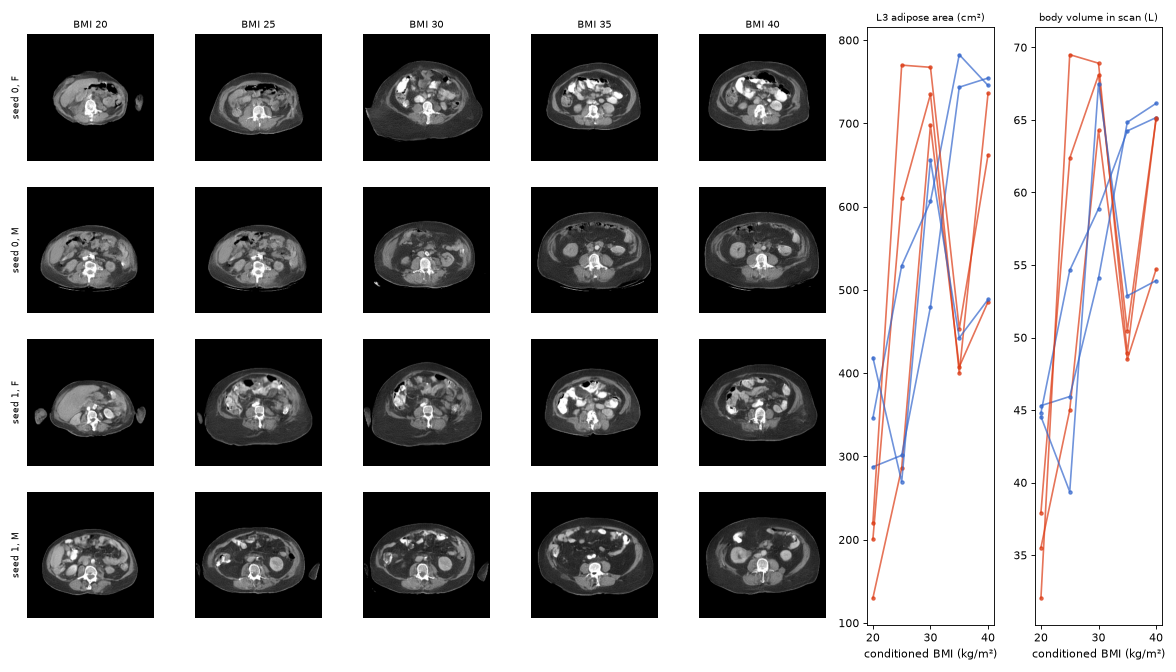 BMI 20
BMI 25
BMI 30
BMI 35
BMI 40
L3 adipose area (cm²)
body volume in scan (L)
seed 0, F
seed 0, M
seed 1, F
seed 1, M
800
700
600
500
400
300
200
100
20
30
40
conditioned BMI (kg/m²)
70
65
60
55
50
45
40
35
20
30
40
conditioned BMI (kg/m²)